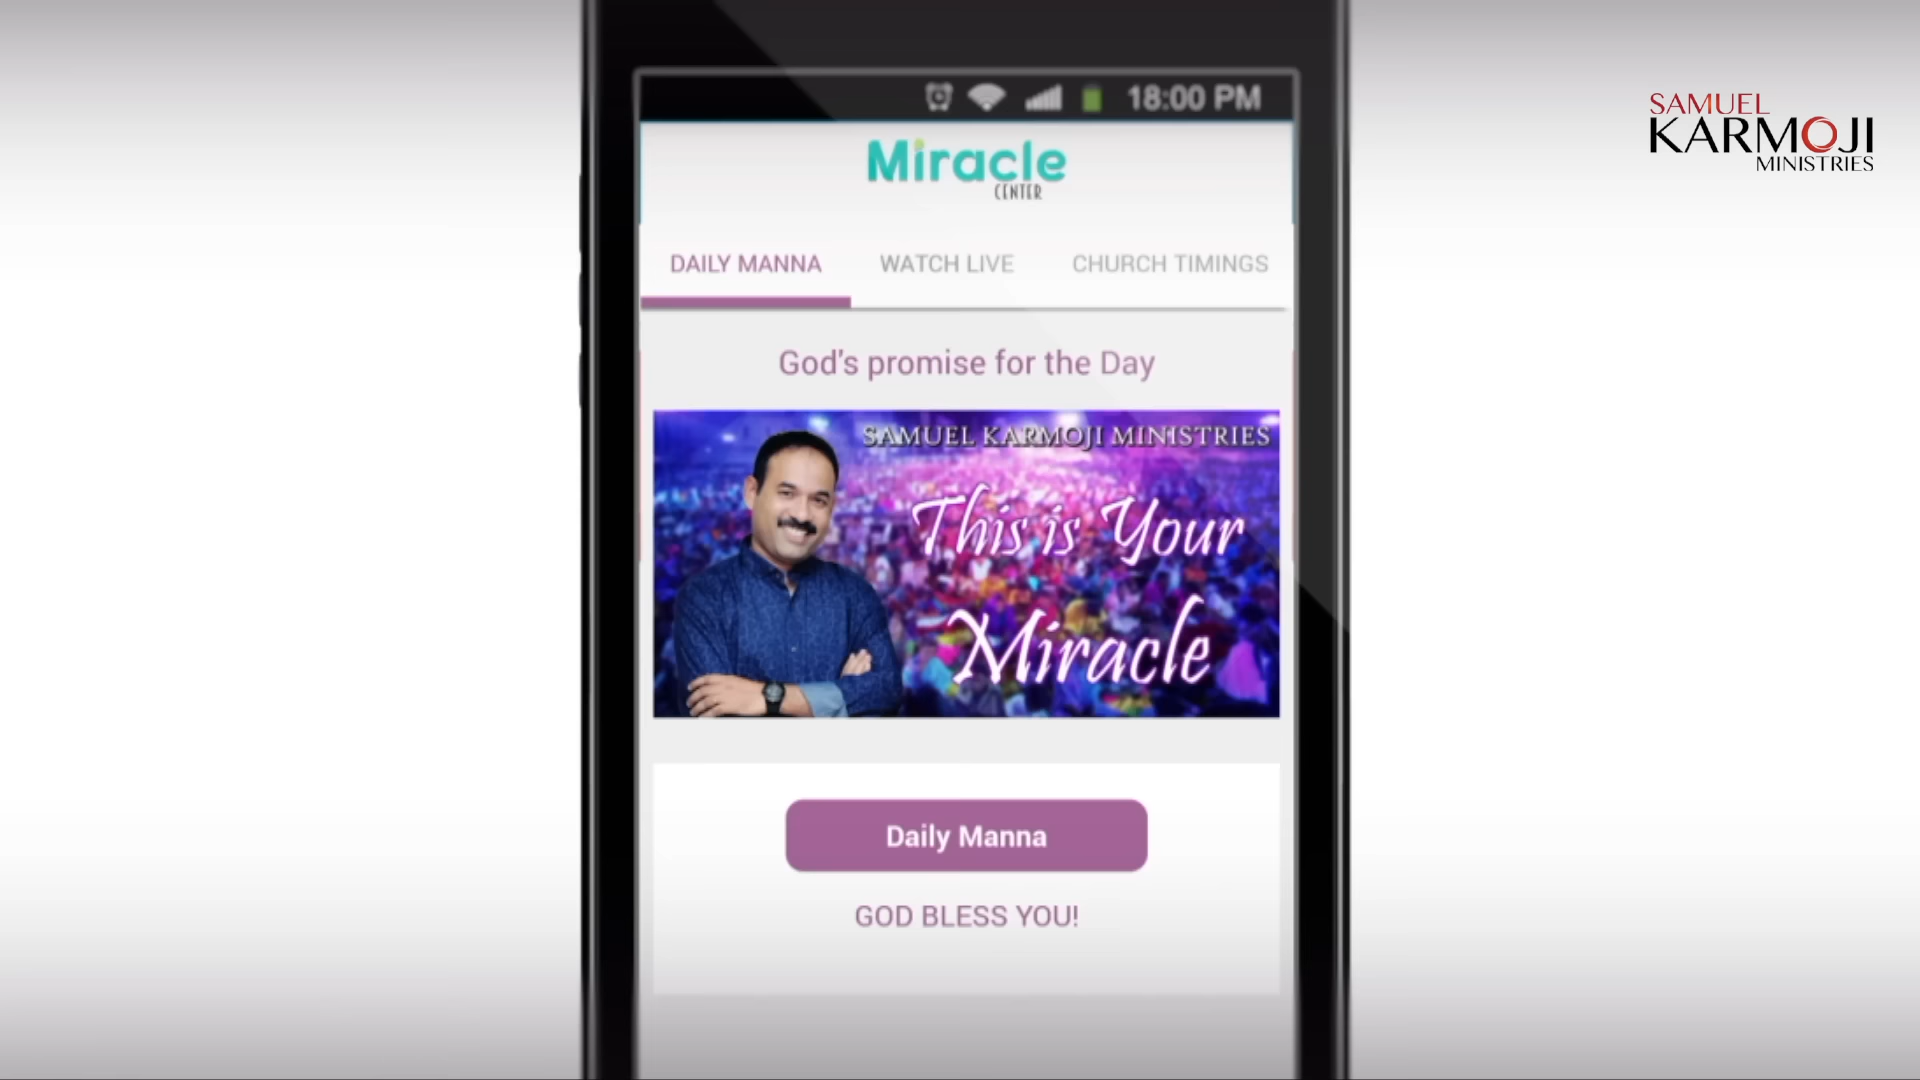 18:00 PM
SAMUEL
KARMOJI
MINISTRIES
Miracle
CENTER
DAILY MANNA
WATCH LIVE
CHURCH TIMINGS
God's promise for the Day
SAMUEL KARMOJI MINISTRIES
This is Your
Miracle
Daily Manna
GOD BLESS YOU!